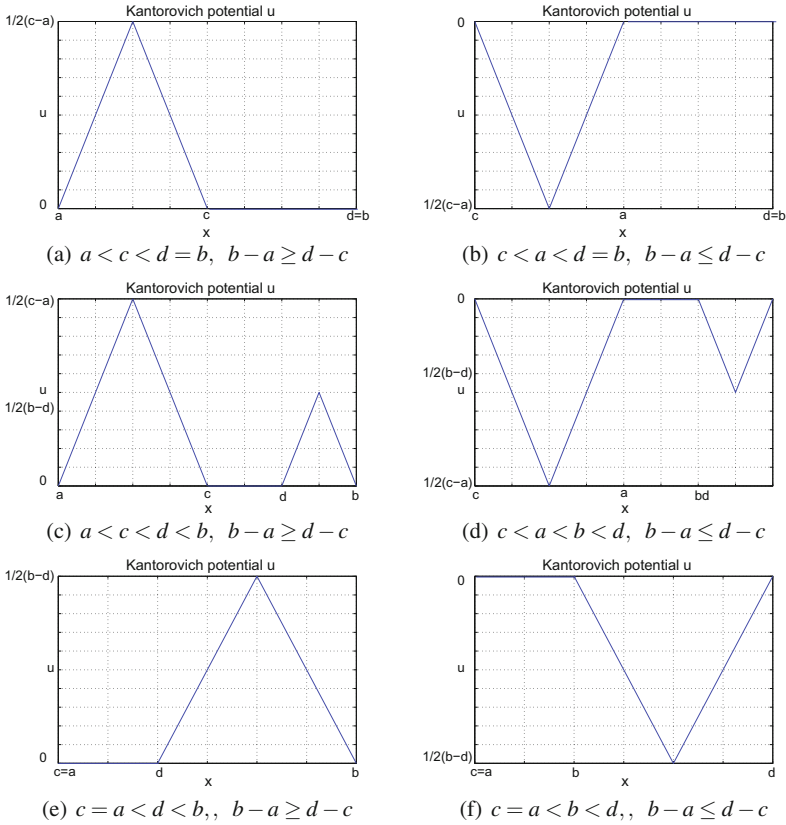 Kantorovich potential u
1/2(c−a)
u
0
a
c
d=b
x
(a) a < c < d = b, b − a ≥ d − c
Kantorovich potential u
0
u
1/2(c−a)
c
a
d=b
x
(b) c < a < d = b, b − a ≤ d − c
Kantorovich potential u
1/2(c−a)
u
1/2(b−d)
0
a
c
d
b
x
(c) a < c < d < b, b − a ≥ d − c
Kantorovich potential u
0
1/2(b−d)
u
1/2(c−a)
c
a
bd
x
(d) c < a < b < d, b − a ≤ d − c
Kantorovich potential u
1/2(b−d)
u
0
c=a
d
b
x
(e) c = a < d < b,, b − a ≥ d − c
Kantorovich potential u
0
u
1/2(b−d)
c=a
b
d
x
(f) c = a < b < d,, b − a ≤ d − c